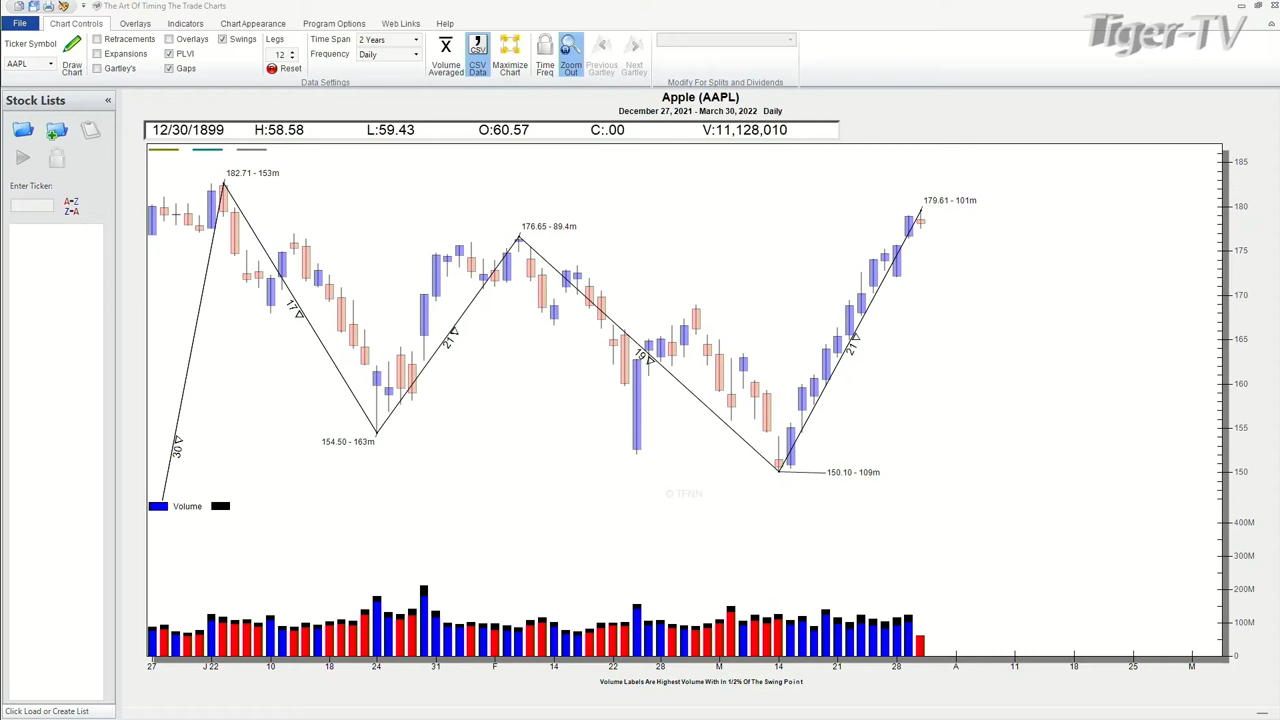 The Art Of Timing The Trade Charts
File Chart Controls Overlays Indicators Chart Appearance Program Options Web Links Help
Tiger-TV
Ticker Symbol
AAPL
Draw Chart
Retracements Overlays Swings
Expansions PLVI
Gartley's Gaps
Legs
12
Reset
Time Span 2 Years
Frequency Daily
Data Settings
Volume Averaged
CSV
CSV Data
Maximize Chart
Time Freq
Zoom Out
Previous Gartley
Next Gartley
Modify For Splits and Dividends
Stock Lists «
Enter Ticker:
A-Z
Z-A
Click Load or Create List
Apple (AAPL)
December 27, 2021 - March 30, 2022 Daily
12/30/1899 H:58.58 L:59.43 O:60.57 C:.00 V:11,128,010
182.71 - 153m
176.65 - 89.4m
179.61 - 101m
154.50 - 163m
150.10 - 109m
30
17
21
19
21
© TFNN
Volume
185
180
175
170
165
160
155
150
400M
300M
200M
100M
0
27 J 22 10 18 24 31 F 14 22 28 M 14 21 28 A 11 18 25 M
Volume Labels Are Highest Volume With In 1/2% Of The Swing Point